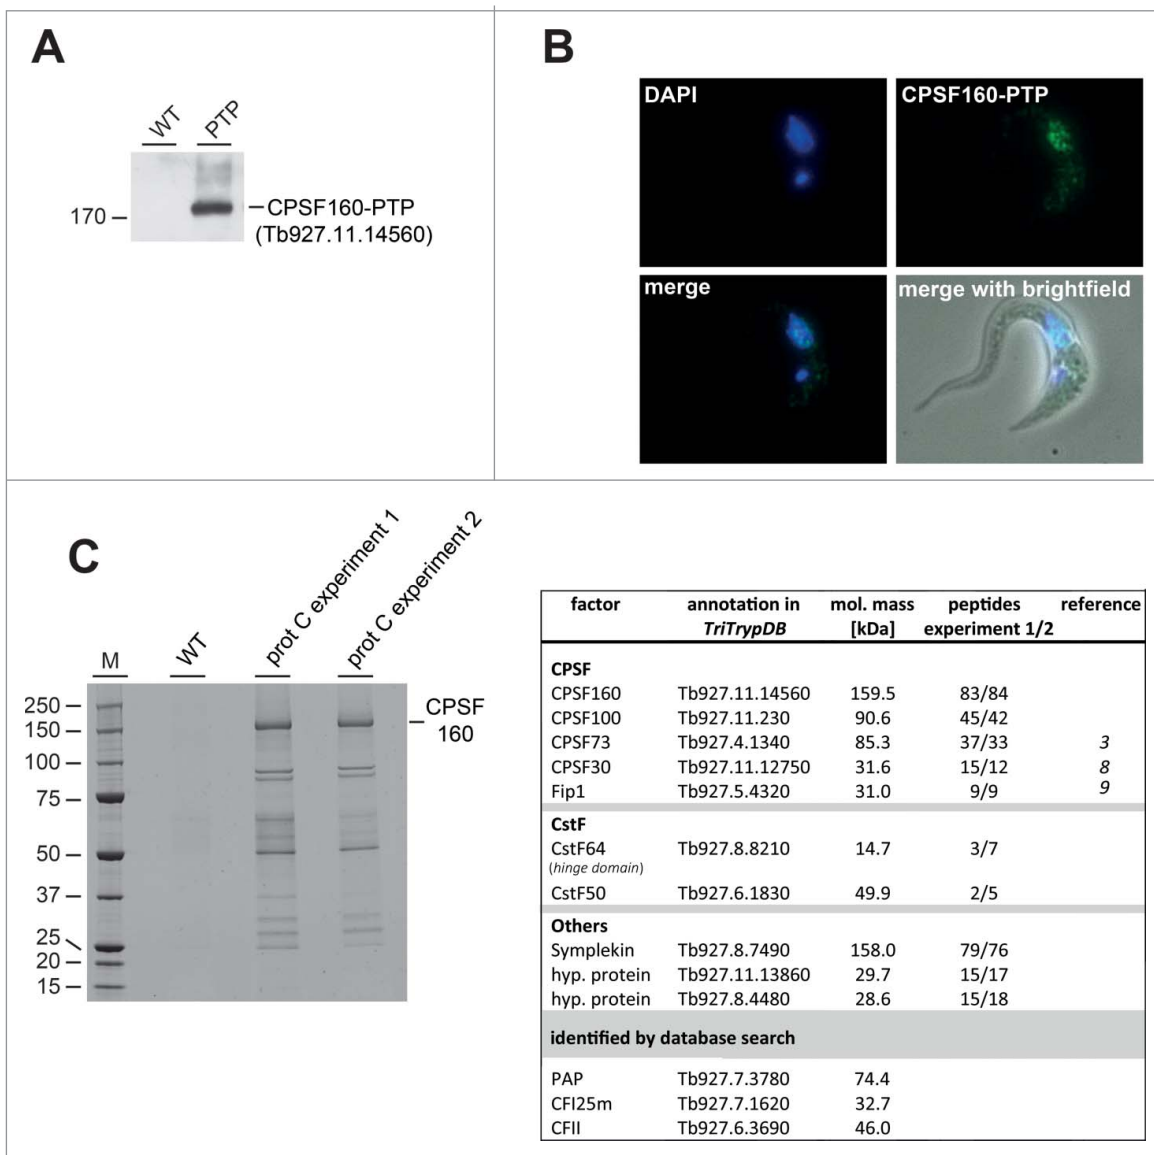 A
WT
PTP
170
CPSF160-PTP
(Tb927.11.14560)
B
DAPI
CPSF160-PTP
merge
merge with brightfield
C
M
WT
prot C experiment 1
prot C experiment 2
250
150
100
75
50
37
25
20
15
CPSF
160
factor annotation in mol. mass peptides reference
TriTrypDB [kDa] experiment 1/2
CPSF
CPSF160 Tb927.11.14560 159.5 83/84
CPSF100 Tb927.11.230 90.6 45/42
CPSF73 Tb927.4.1340 85.3 37/33 3
CPSF30 Tb927.11.12750 31.6 15/12 8
Fip1 Tb927.5.4320 31.0 9/9 9
CstF
CstF64 Tb927.8.8210 14.7 3/7
(hinge domain)
CstF50 Tb927.6.1830 49.9 2/5
Others
Symplekin Tb927.8.7490 158.0 79/76
hyp. protein Tb927.11.13860 29.7 15/17
hyp. protein Tb927.8.4480 28.6 15/18
identified by database search
PAP Tb927.7.3780 74.4
CFI25m Tb927.7.1620 32.7
CFII Tb927.6.3690 46.0